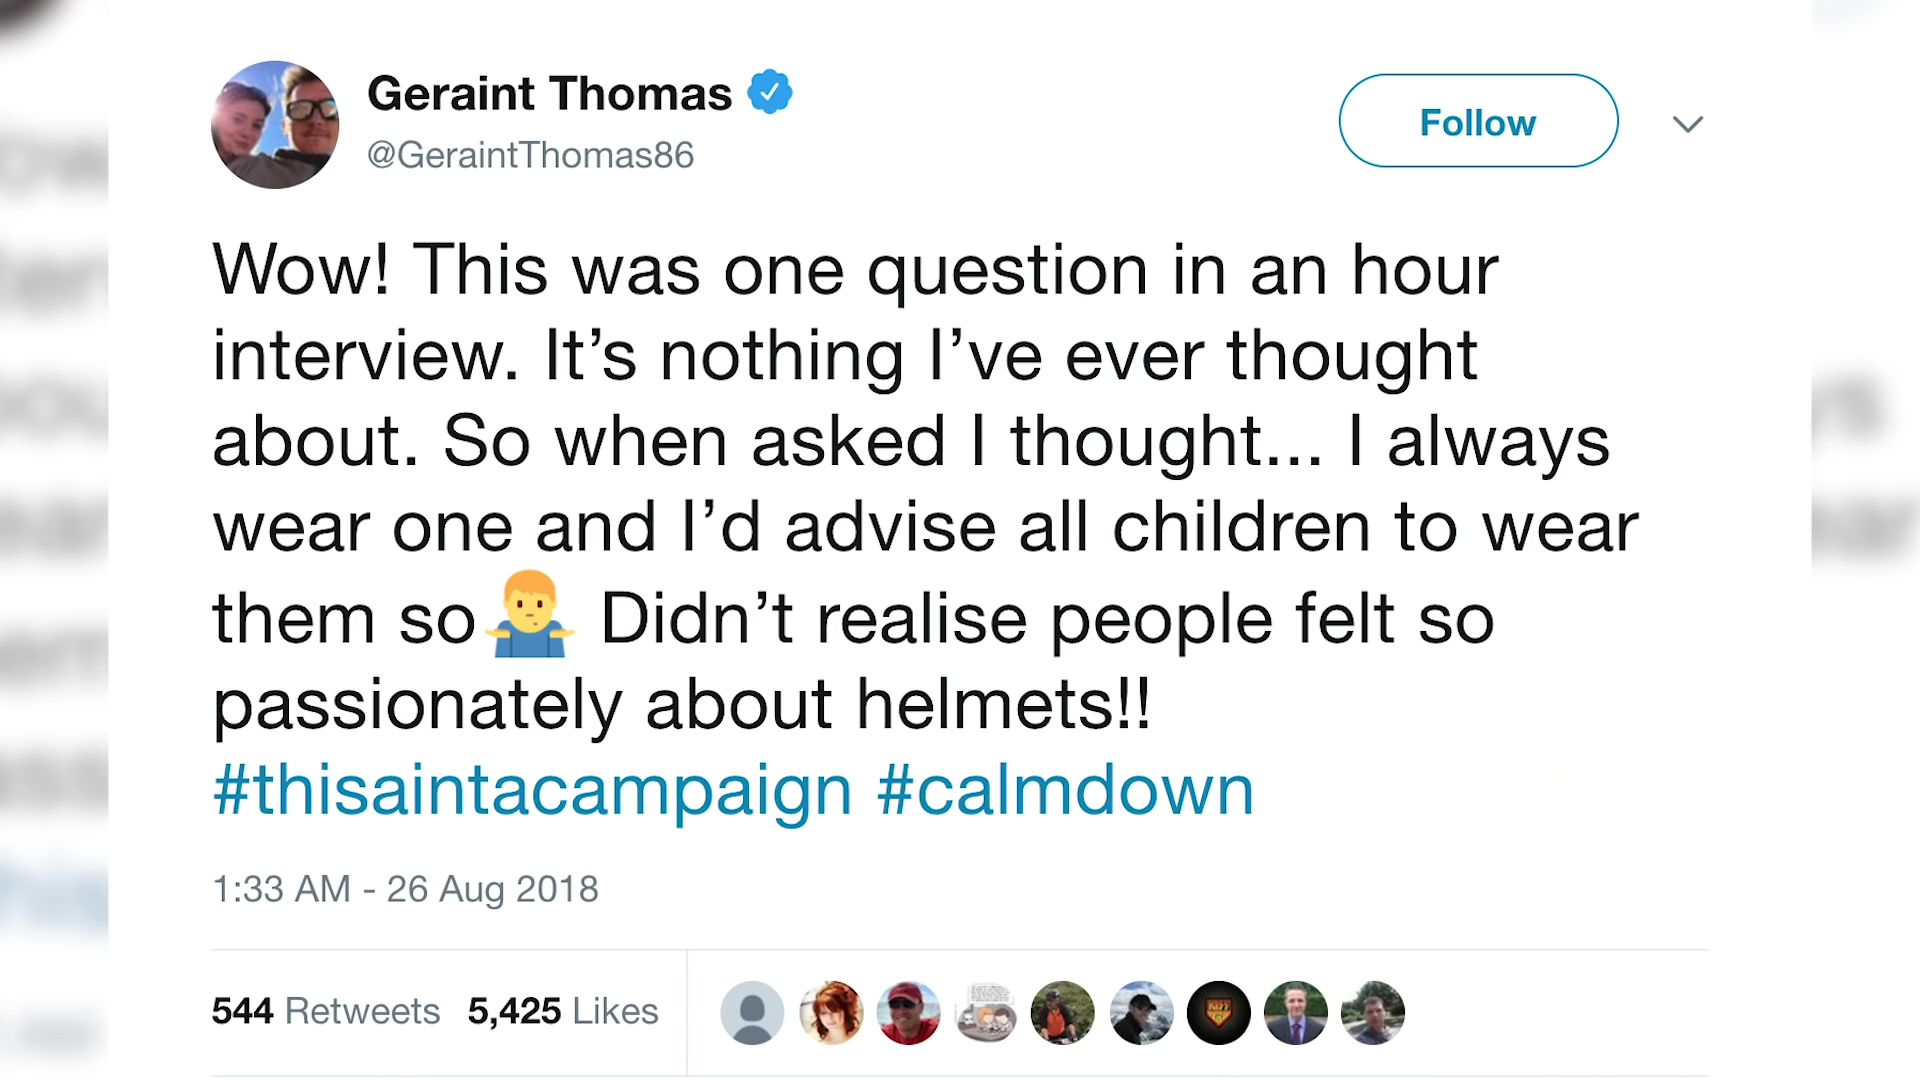 Geraint Thomas
@GeraintThomas86
Follow
Wow! This was one question in an hour
interview. It’s nothing I’ve ever thought
about. So when asked I thought... I always
wear one and I’d advise all children to wear
them so🤷🏼‍♂️ Didn’t realise people felt so
passionately about helmets!!
#thisaintacampaign #calmdown
1:33 AM - 26 Aug 2018
544 Retweets 5,425 Likes